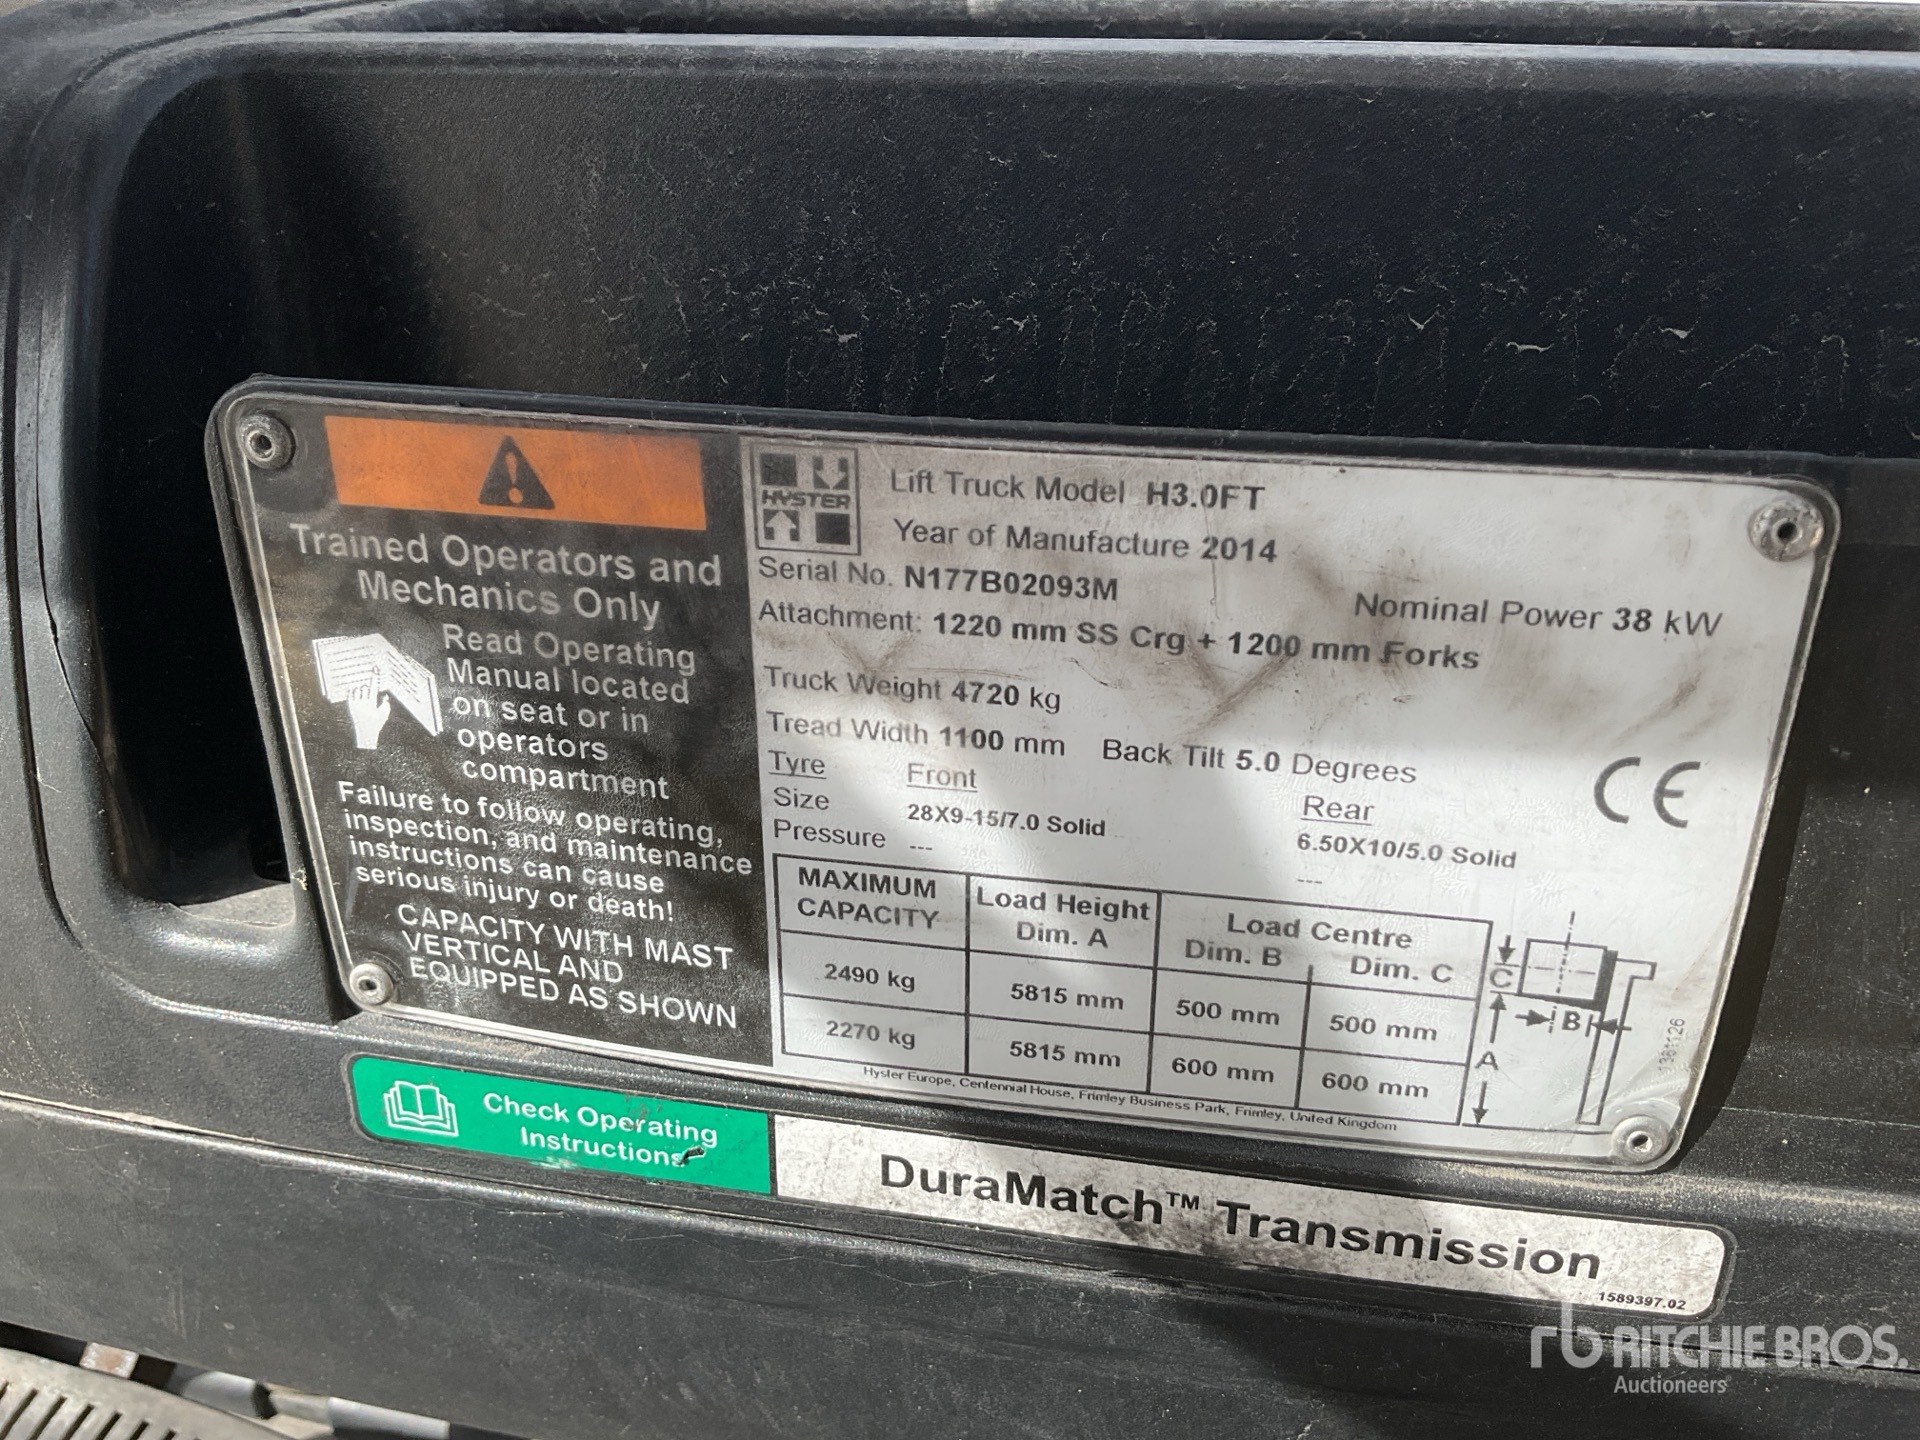 Trained Operators and
Mechanics Only
Read Operating
Manual located
on seat or in
operators
compartment
Failure to follow operating,
inspection, and maintenance
instructions can cause
serious injury or death!
CAPACITY WITH MAST
VERTICAL AND
EQUIPPED AS SHOWN
HYSTER
Lift Truck Model H3.0FT
Year of Manufacture 2014
Serial No. N177B02093M
Nominal Power 38 kW
Attachment: 1220 mm SS Crg + 1200 mm Forks
Truck Weight 4720 kg
Tread Width 1100 mm Back Tilt 5.0 Degrees
Tyre Front Rear
Size 28X9-15/7.0 Solid 6.50X10/5.0 Solid
Pressure --- ---
MAXIMUM CAPACITY Load Height Dim. A Load Centre
Dim. B Dim. C
2490 kg 5815 mm 500 mm 500 mm
2270 kg 5815 mm 600 mm 600 mm
C
B
A
1361126
CE
Hyster Europe, Centennial House, Frimley Business Park, Frimley, United Kingdom
Check Operating
Instructions
DuraMatch™ Transmission
1589397.02
rb RITCHIE BROS.
Auctioneers